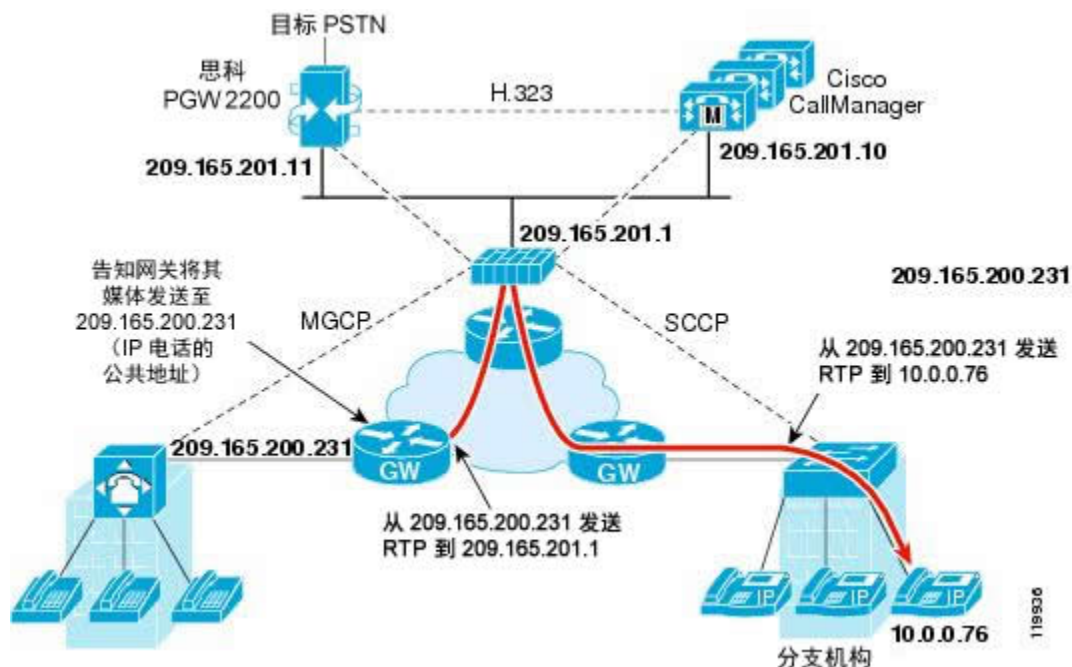 目标 PSTN
思科
PGW 2200
H.323
Cisco
CallManager
M
209.165.201.11
209.165.201.10
209.165.201.1
告知网关将其
媒体发送至
209.165.200.231
（IP 电话的
公共地址）
MGCP
SCCP
209.165.200.231
从 209.165.200.231 发送
RTP 到 10.0.0.76
209.165.200.231
GW
GW
从 209.165.200.231 发送
RTP 到 209.165.201.1
IP
IP
IP
10.0.0.76
分支机构
119936